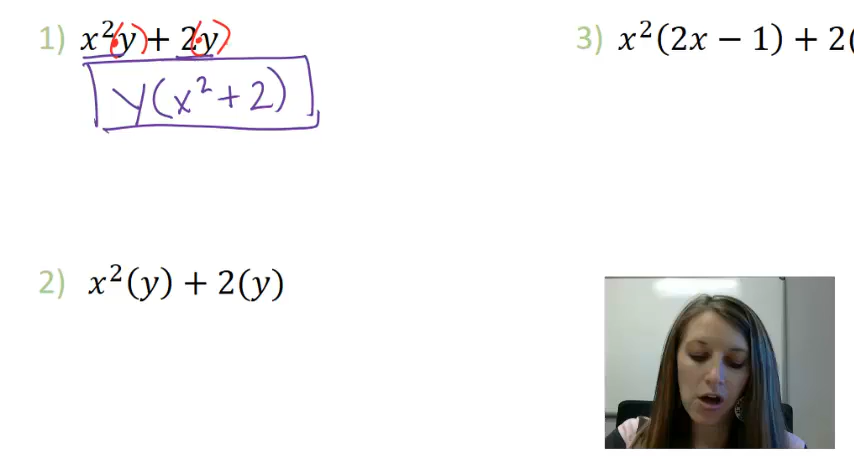 1) x²(y) + 2(y)
y(x² + 2)
2) x²(y) + 2(y)
3) x²(2x − 1) + 2(